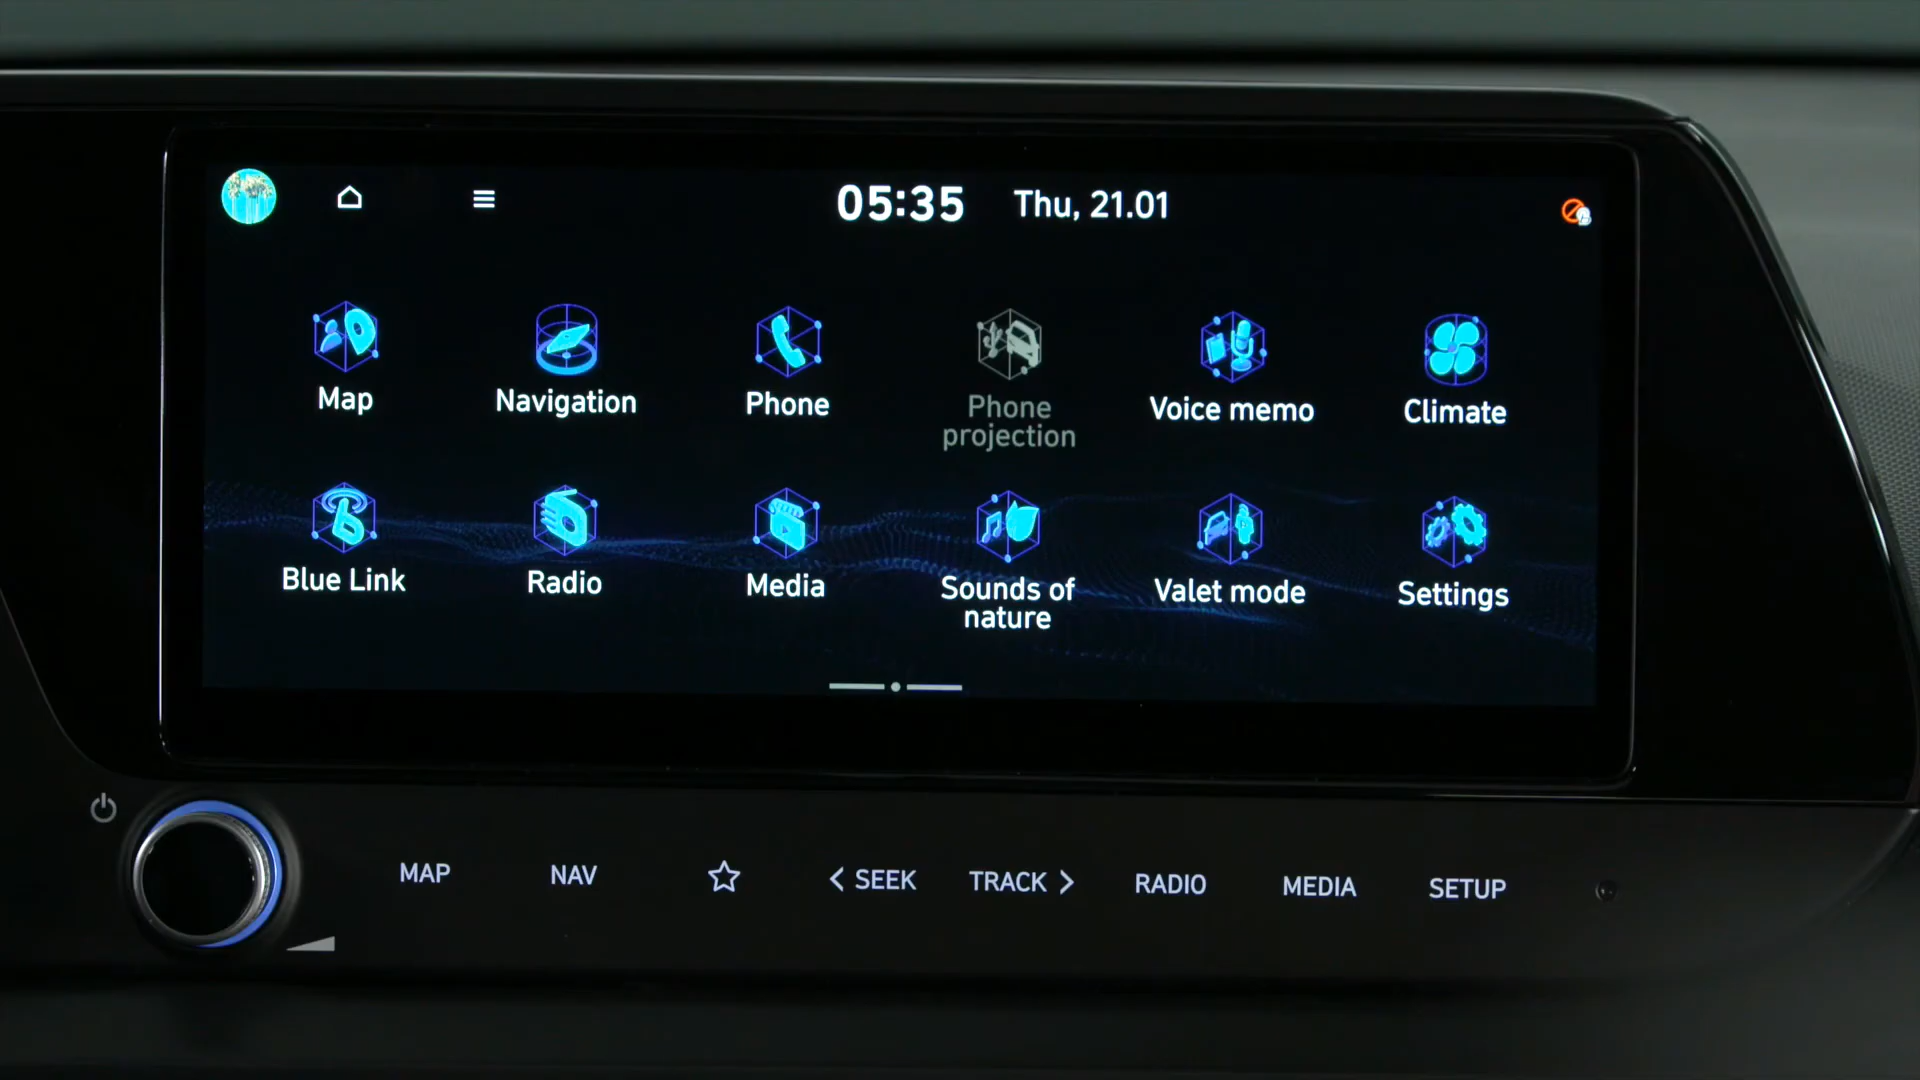 05:35 Thu, 21.01
Map
Navigation
Phone
Phone
projection
Voice memo
Climate
Blue Link
Radio
Media
Sounds of
nature
Valet mode
Settings
MAP
NAV
< SEEK
TRACK >
RADIO
MEDIA
SETUP